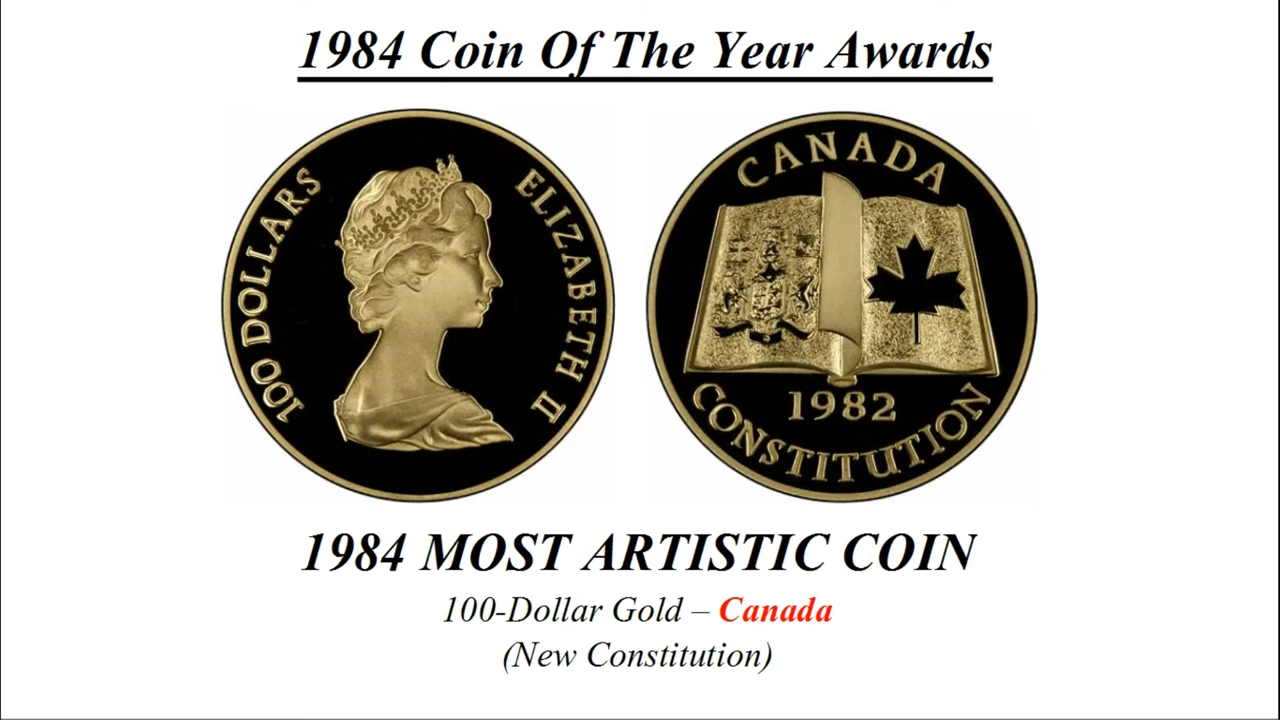 1984 Coin Of The Year Awards
100 DOLLARS
ELIZABETH II
CANADA
1982
CONSTITUTION
1984 MOST ARTISTIC COIN
100-Dollar Gold – Canada
(New Constitution)